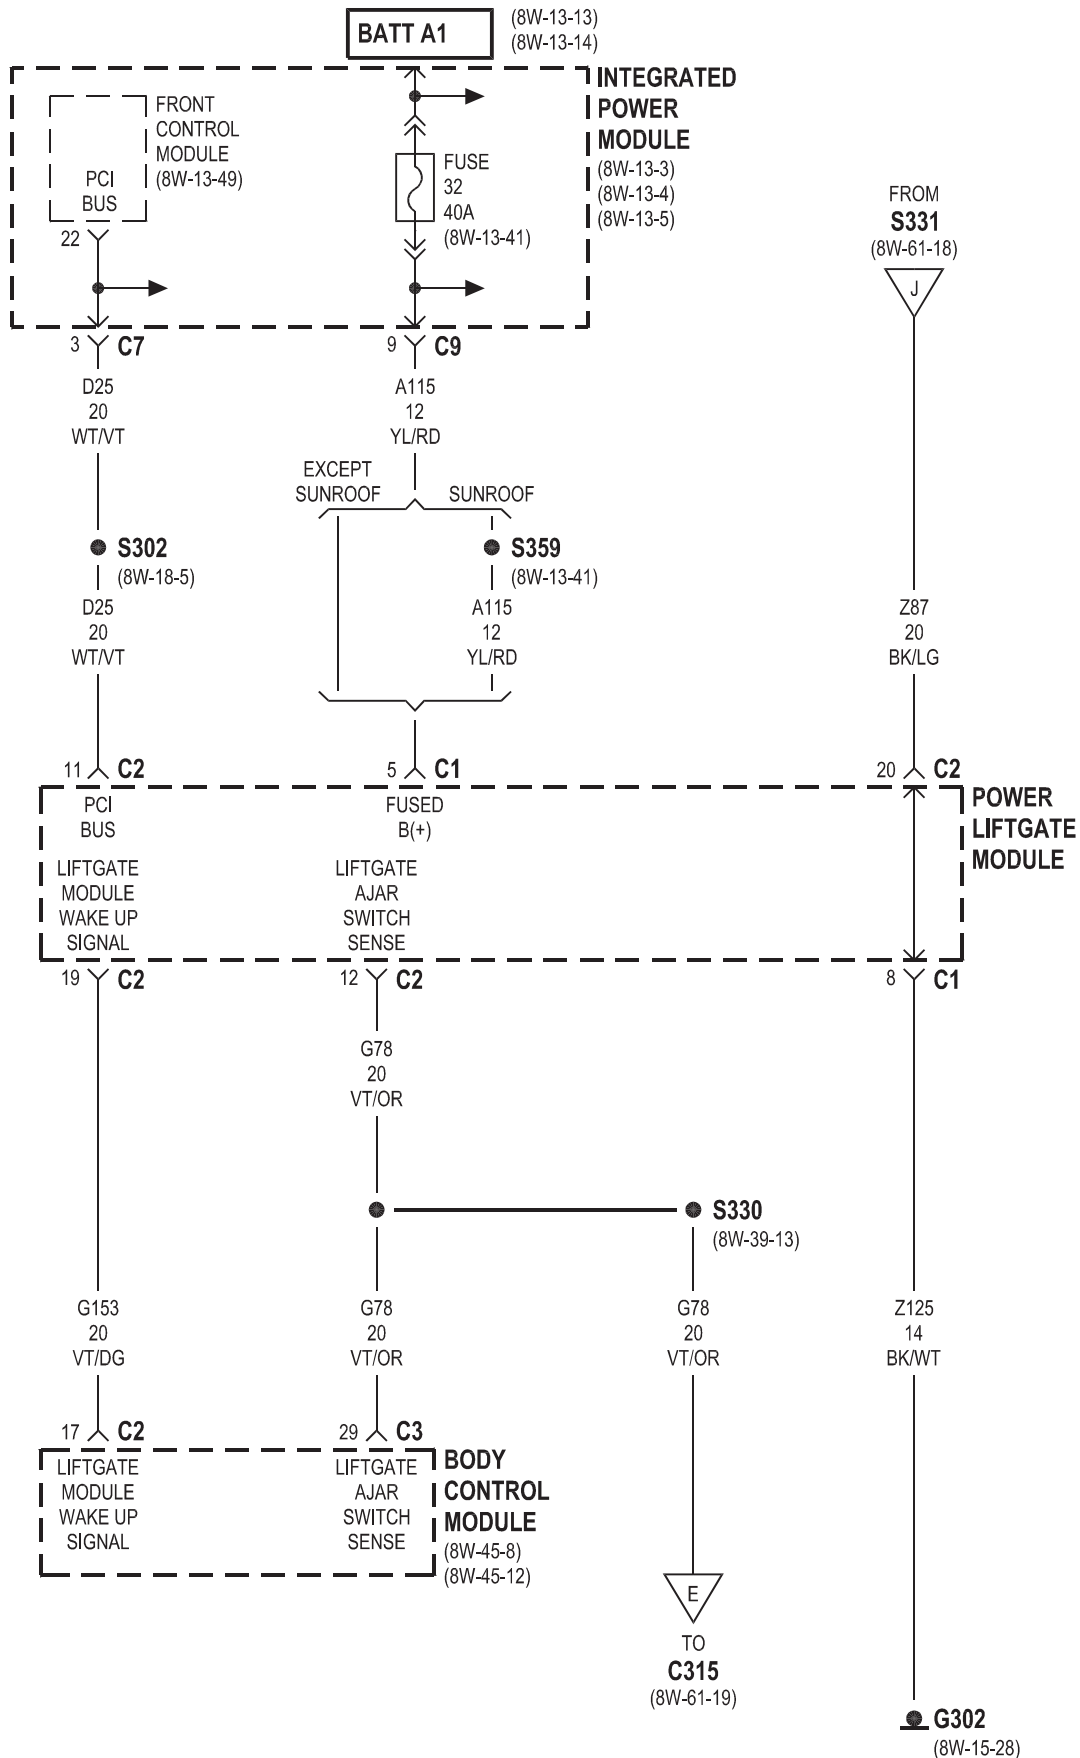 BATT A1
(8W-13-13)
(8W-13-14)
INTEGRATED
POWER
MODULE
(8W-13-3)
(8W-13-4)
(8W-13-5)
FRONT
CONTROL
MODULE
(8W-13-49)
PCI
BUS
22
FUSE
32
40A
(8W-13-41)
FROM
S331
(8W-61-18)
J
3
C7
9
C9
D25
20
WT/VT
A115
12
YL/RD
EXCEPT
SUNROOF
SUNROOF
S302
(8W-18-5)
S359
(8W-13-41)
D25
20
WT/VT
A115
12
YL/RD
Z87
20
BK/LG
11
C2
5
C1
20
C2
PCI
BUS
FUSED
B(+)
POWER
LIFTGATE
MODULE
LIFTGATE
MODULE
WAKE UP
SIGNAL
LIFTGATE
AJAR
SWITCH
SENSE
19
C2
12
C2
8
C1
G78
20
VT/OR
S330
(8W-39-13)
G153
20
VT/DG
G78
20
VT/OR
G78
20
VT/OR
Z125
14
BK/WT
17
C2
29
C3
LIFTGATE
MODULE
WAKE UP
SIGNAL
LIFTGATE
AJAR
SWITCH
SENSE
BODY
CONTROL
MODULE
(8W-45-8)
(8W-45-12)
E
TO
C315
(8W-61-19)
G302
(8W-15-28)